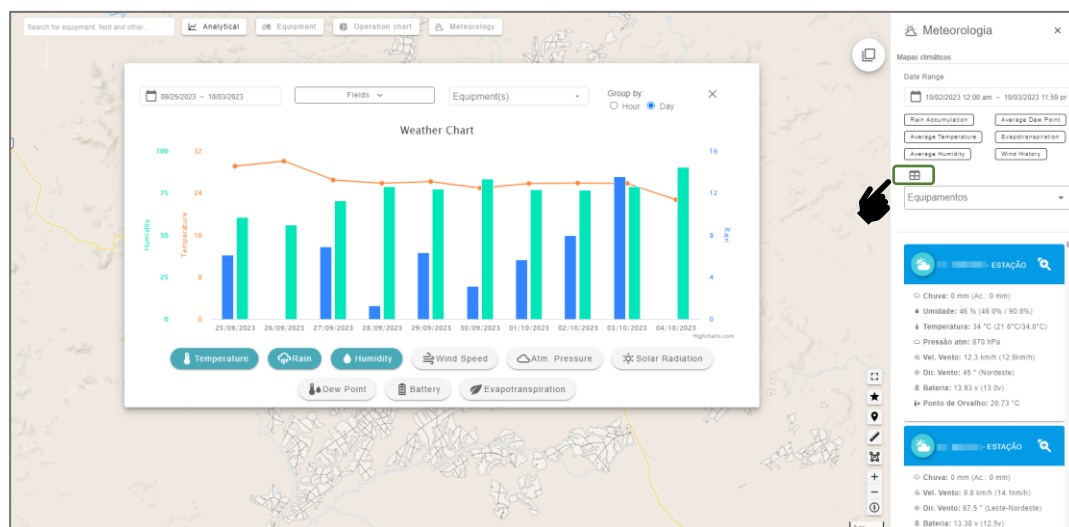 Search for equipment, field and other...
Analytical
Equipment
Operation chart
Meteorology
09/25/2023 ~ 10/03/2023
Fields
Equipment(s)
Group by:
Hour
Day
Weather Chart
100
75
50
25
0
Humidity
32
24
16
8
0
Temperature
16
12
8
4
0
Rain
25/09/2023 26/09/2023 27/09/2023 28/09/2023 29/09/2023 30/09/2023 01/10/2023 02/10/2023 03/10/2023 04/10/2023
Highcharts.com
Temperature
Rain
Humidity
Wind Speed
Atm. Pressure
Solar Radiation
Dew Point
Battery
Evapotranspiration
Meteorologia
Mapas climáticos
Date Range
10/02/2023 12:00 am ~ 10/03/2023 11:59 pr
Rain Accumulation
Average Dew Point
Average Temperature
Evapotranspiration
Average Humidity
Wind History
Equipamentos
- ESTAÇÃO
Chuva: 0 mm (Ac.: 0 mm)
Umidade: 46 % (46.0% / 90.8%)
Temperatura: 34 °C (21.6°C/34.0°C)
Pressão atm: 870 hPa
Vel. Vento: 12.3 km/h (12.6km/h)
Dir. Vento: 45 ° (Nordeste)
Bateria: 13.93 v (13.0v)
Ponto de Orvalho: 20.73 °C
- ESTAÇÃO
Chuva: 0 mm (Ac.: 0 mm)
Vel. Vento: 9.8 km/h (14.1km/h)
Dir. Vento: 67.5 ° (Leste-Nordeste)
Bateria: 13.36 v (12.5v)